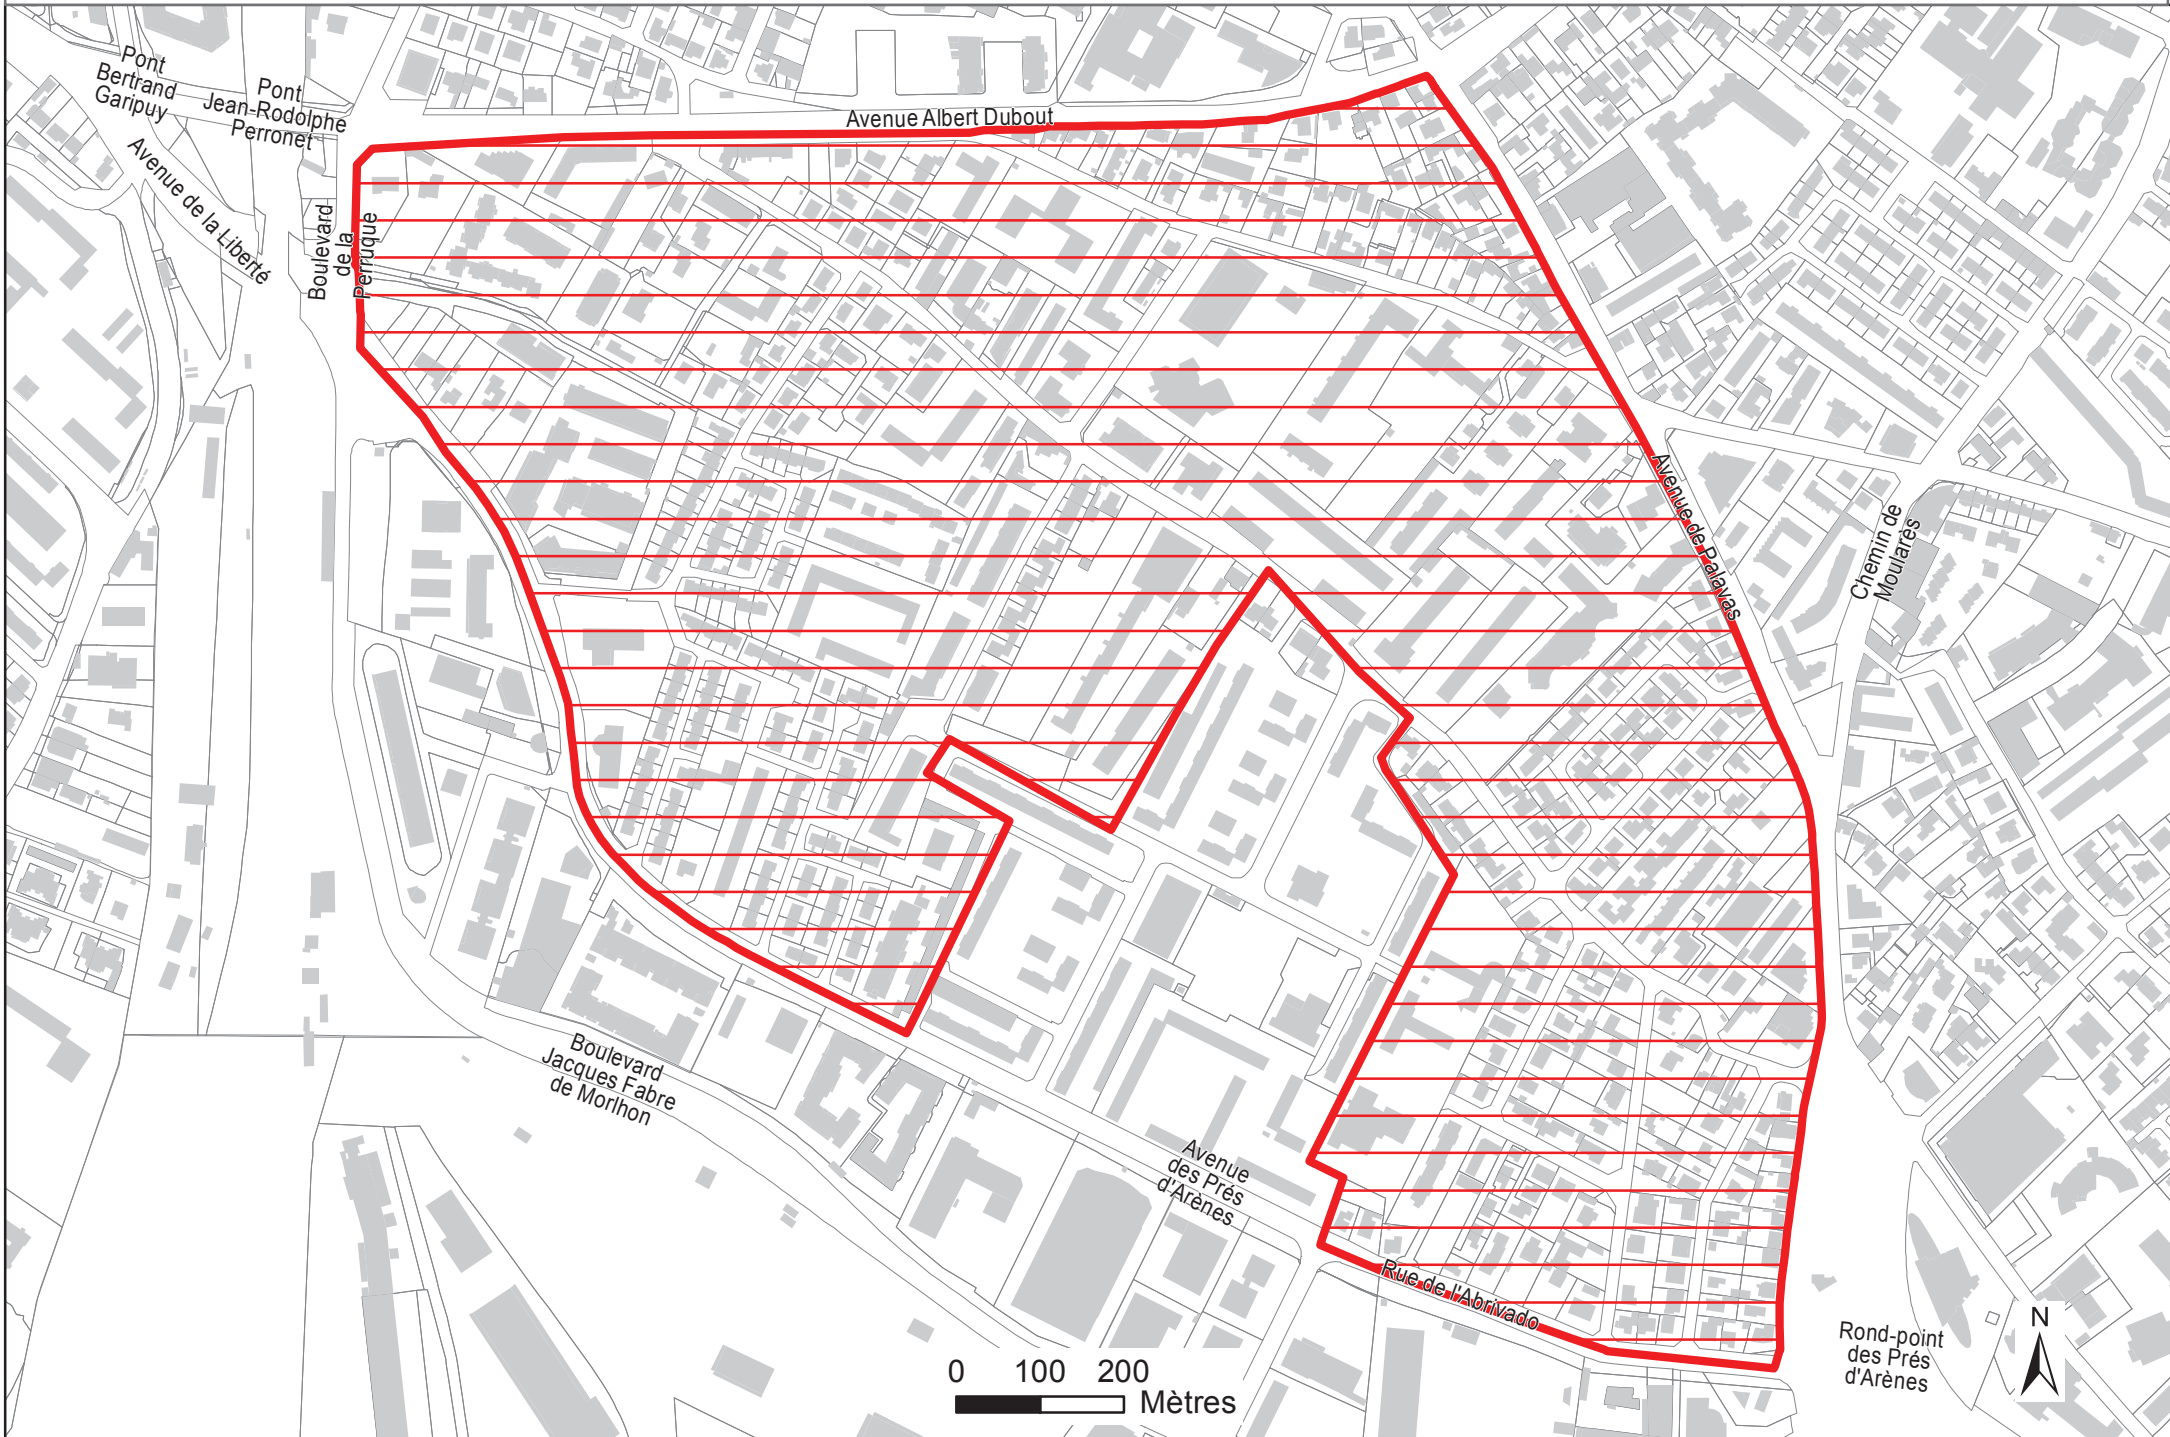 Pont
Bertrand
Garipuy
Pont
Jean-Rodolphe
Perronet
Avenue Albert Dubout
Avenue de la Liberté
Boulevard
de la
Perruque
Avenue de Palavas
Chemin de
Moularès
Boulevard
Jacques Fabre
de Morlhon
Avenue
des Prés
d'Arènes
Rue de l'Abrivado
Rond-point
des Prés
d'Arènes
N
0 100 200
Mètres